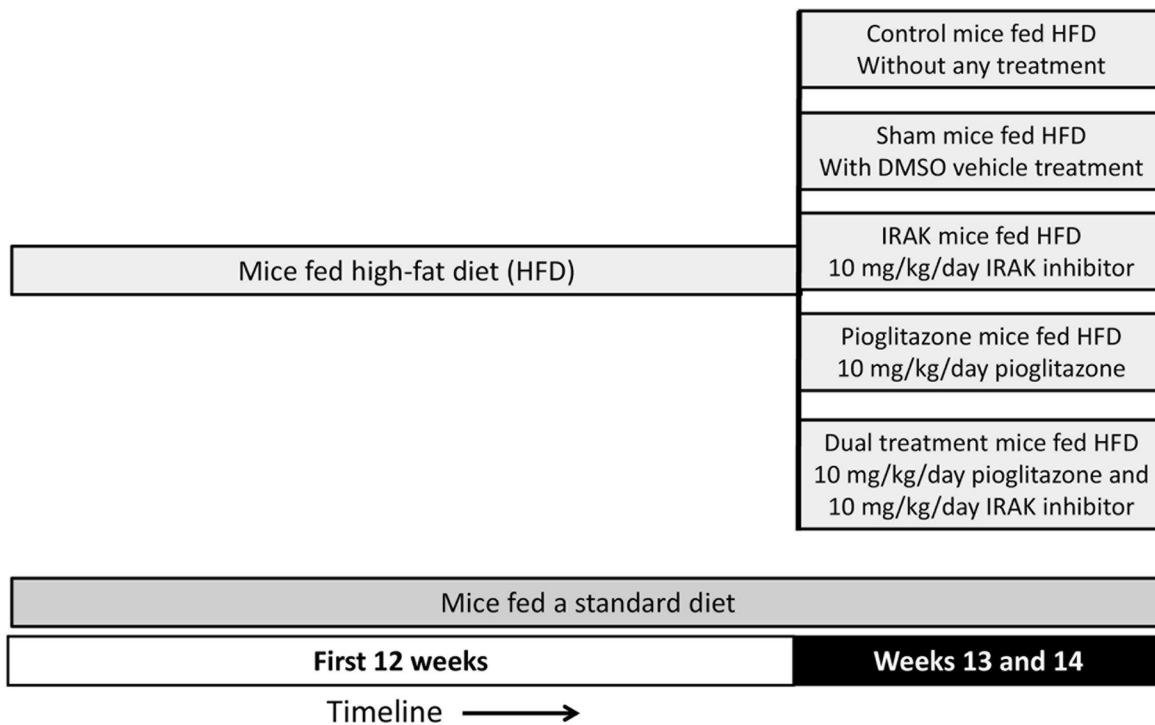 Control mice fed HFD
Without any treatment
Sham mice fed HFD
With DMSO vehicle treatment
IRAK mice fed HFD
10 mg/kg/day IRAK inhibitor
Mice fed high-fat diet (HFD)
Pioglitazone mice fed HFD
10 mg/kg/day pioglitazone
Dual treatment mice fed HFD
10 mg/kg/day pioglitazone and
10 mg/kg/day IRAK inhibitor
Mice fed a standard diet
First 12 weeks
Weeks 13 and 14
Timeline